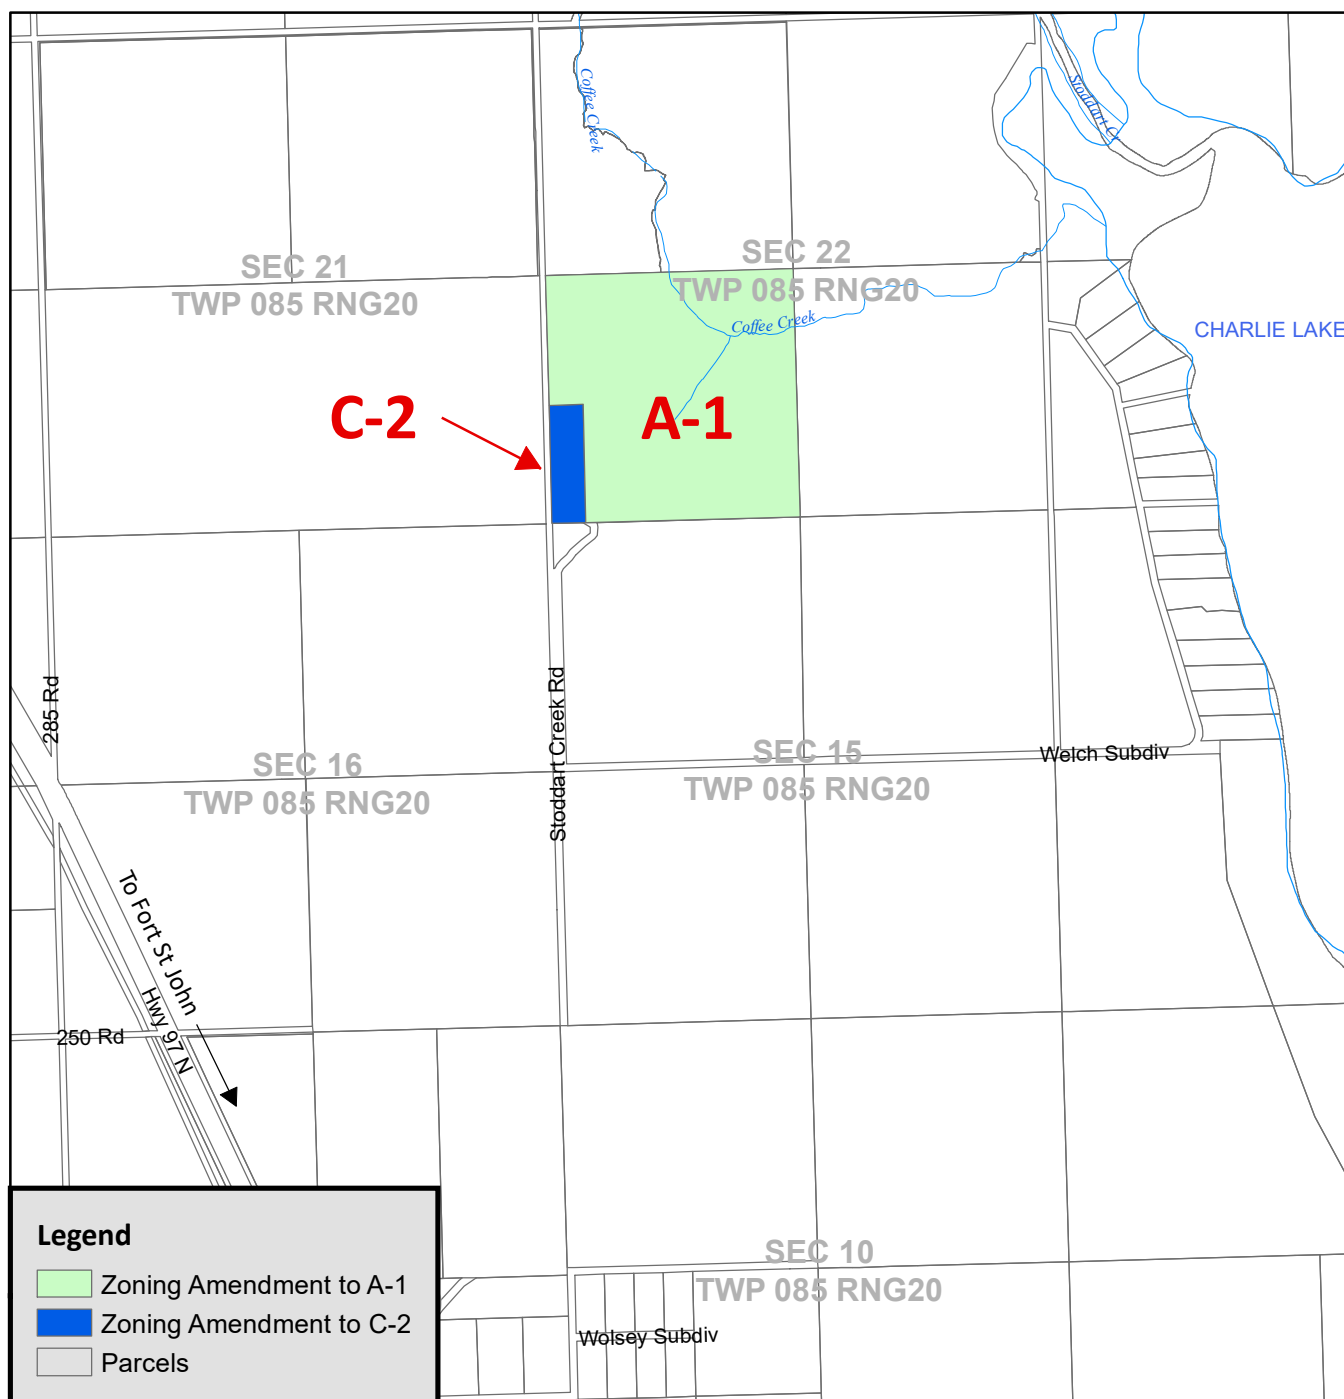 Coffee Creek
Stoddart Cr
SEC 21
TWP 085 RNG20
SEC 22
TWP 085 RNG20
Coffee Creek
CHARLIE LAKE
C-2
A-1
285 Rd
Stoddart Creek Rd
SEC 16
TWP 085 RNG20
SEC 15
TWP 085 RNG20
Welch Subdiv
To Fort St John
Hwy 97 N
250 Rd
SEC 10
TWP 085 RNG20
Wolsey Subdiv
Legend
Zoning Amendment to A-1
Zoning Amendment to C-2
Parcels